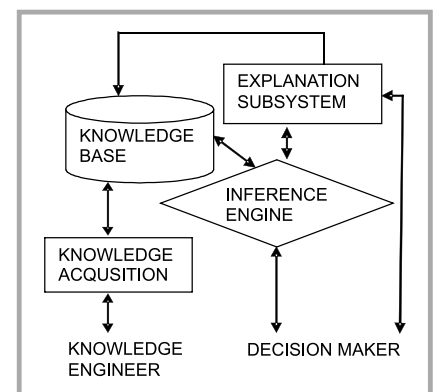 EXPLANATION
SUBSYSTEM
KNOWLEDGE
BASE
INFERENCE
ENGINE
KNOWLEDGE
ACQUSITION
KNOWLEDGE
ENGINEER
DECISION MAKER